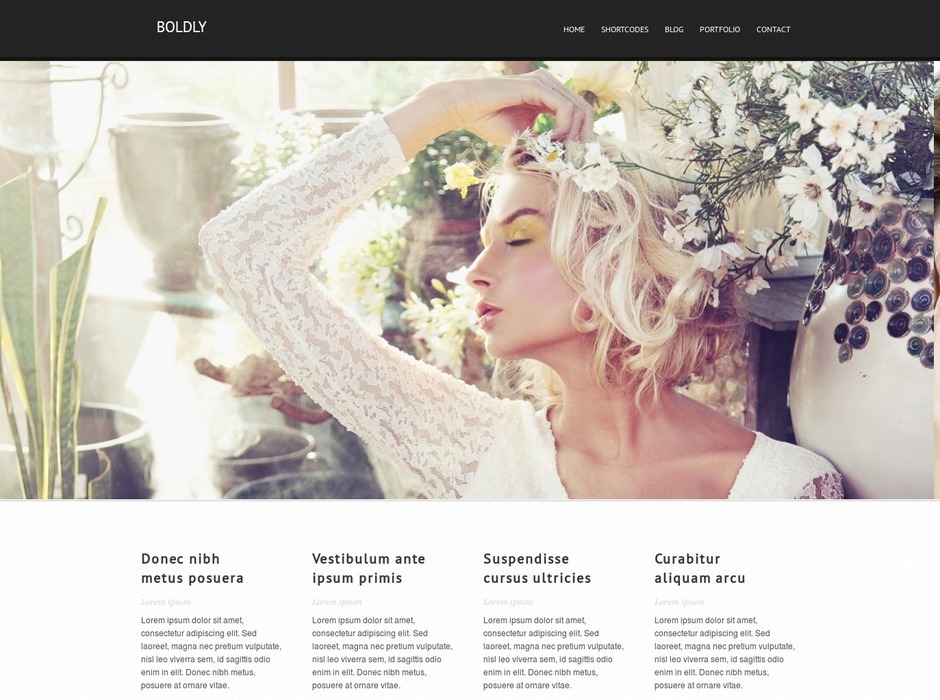 BOLDLY
HOME SHORTCODES BLOG PORTFOLIO CONTACT
Donec nibh
metus posuera
Lorem ipsum
Lorem ipsum dolor sit amet,
consectetur adipiscing elit. Sed
laoreet, magna nec pretium vulputate,
nisl leo viverra sem, id sagittis odio
enim in elit. Donec nibh metus,
posuere at ornare vitae.
Vestibulum ante
ipsum primis
Lorem ipsum
Lorem ipsum dolor sit amet,
consectetur adipiscing elit. Sed
laoreet, magna nec pretium vulputate,
nisl leo viverra sem, id sagittis odio
enim in elit. Donec nibh metus,
posuere at ornare vitae.
Suspendisse
cursus ultricies
Lorem ipsum
Lorem ipsum dolor sit amet,
consectetur adipiscing elit. Sed
laoreet, magna nec pretium vulputate,
nisl leo viverra sem, id sagittis odio
enim in elit. Donec nibh metus,
posuere at ornare vitae.
Curabitur
aliquam arcu
Lorem ipsum
Lorem ipsum dolor sit amet,
consectetur adipiscing elit. Sed
laoreet, magna nec pretium vulputate,
nisl leo viverra sem, id sagittis odio
enim in elit. Donec nibh metus,
posuere at ornare vitae.